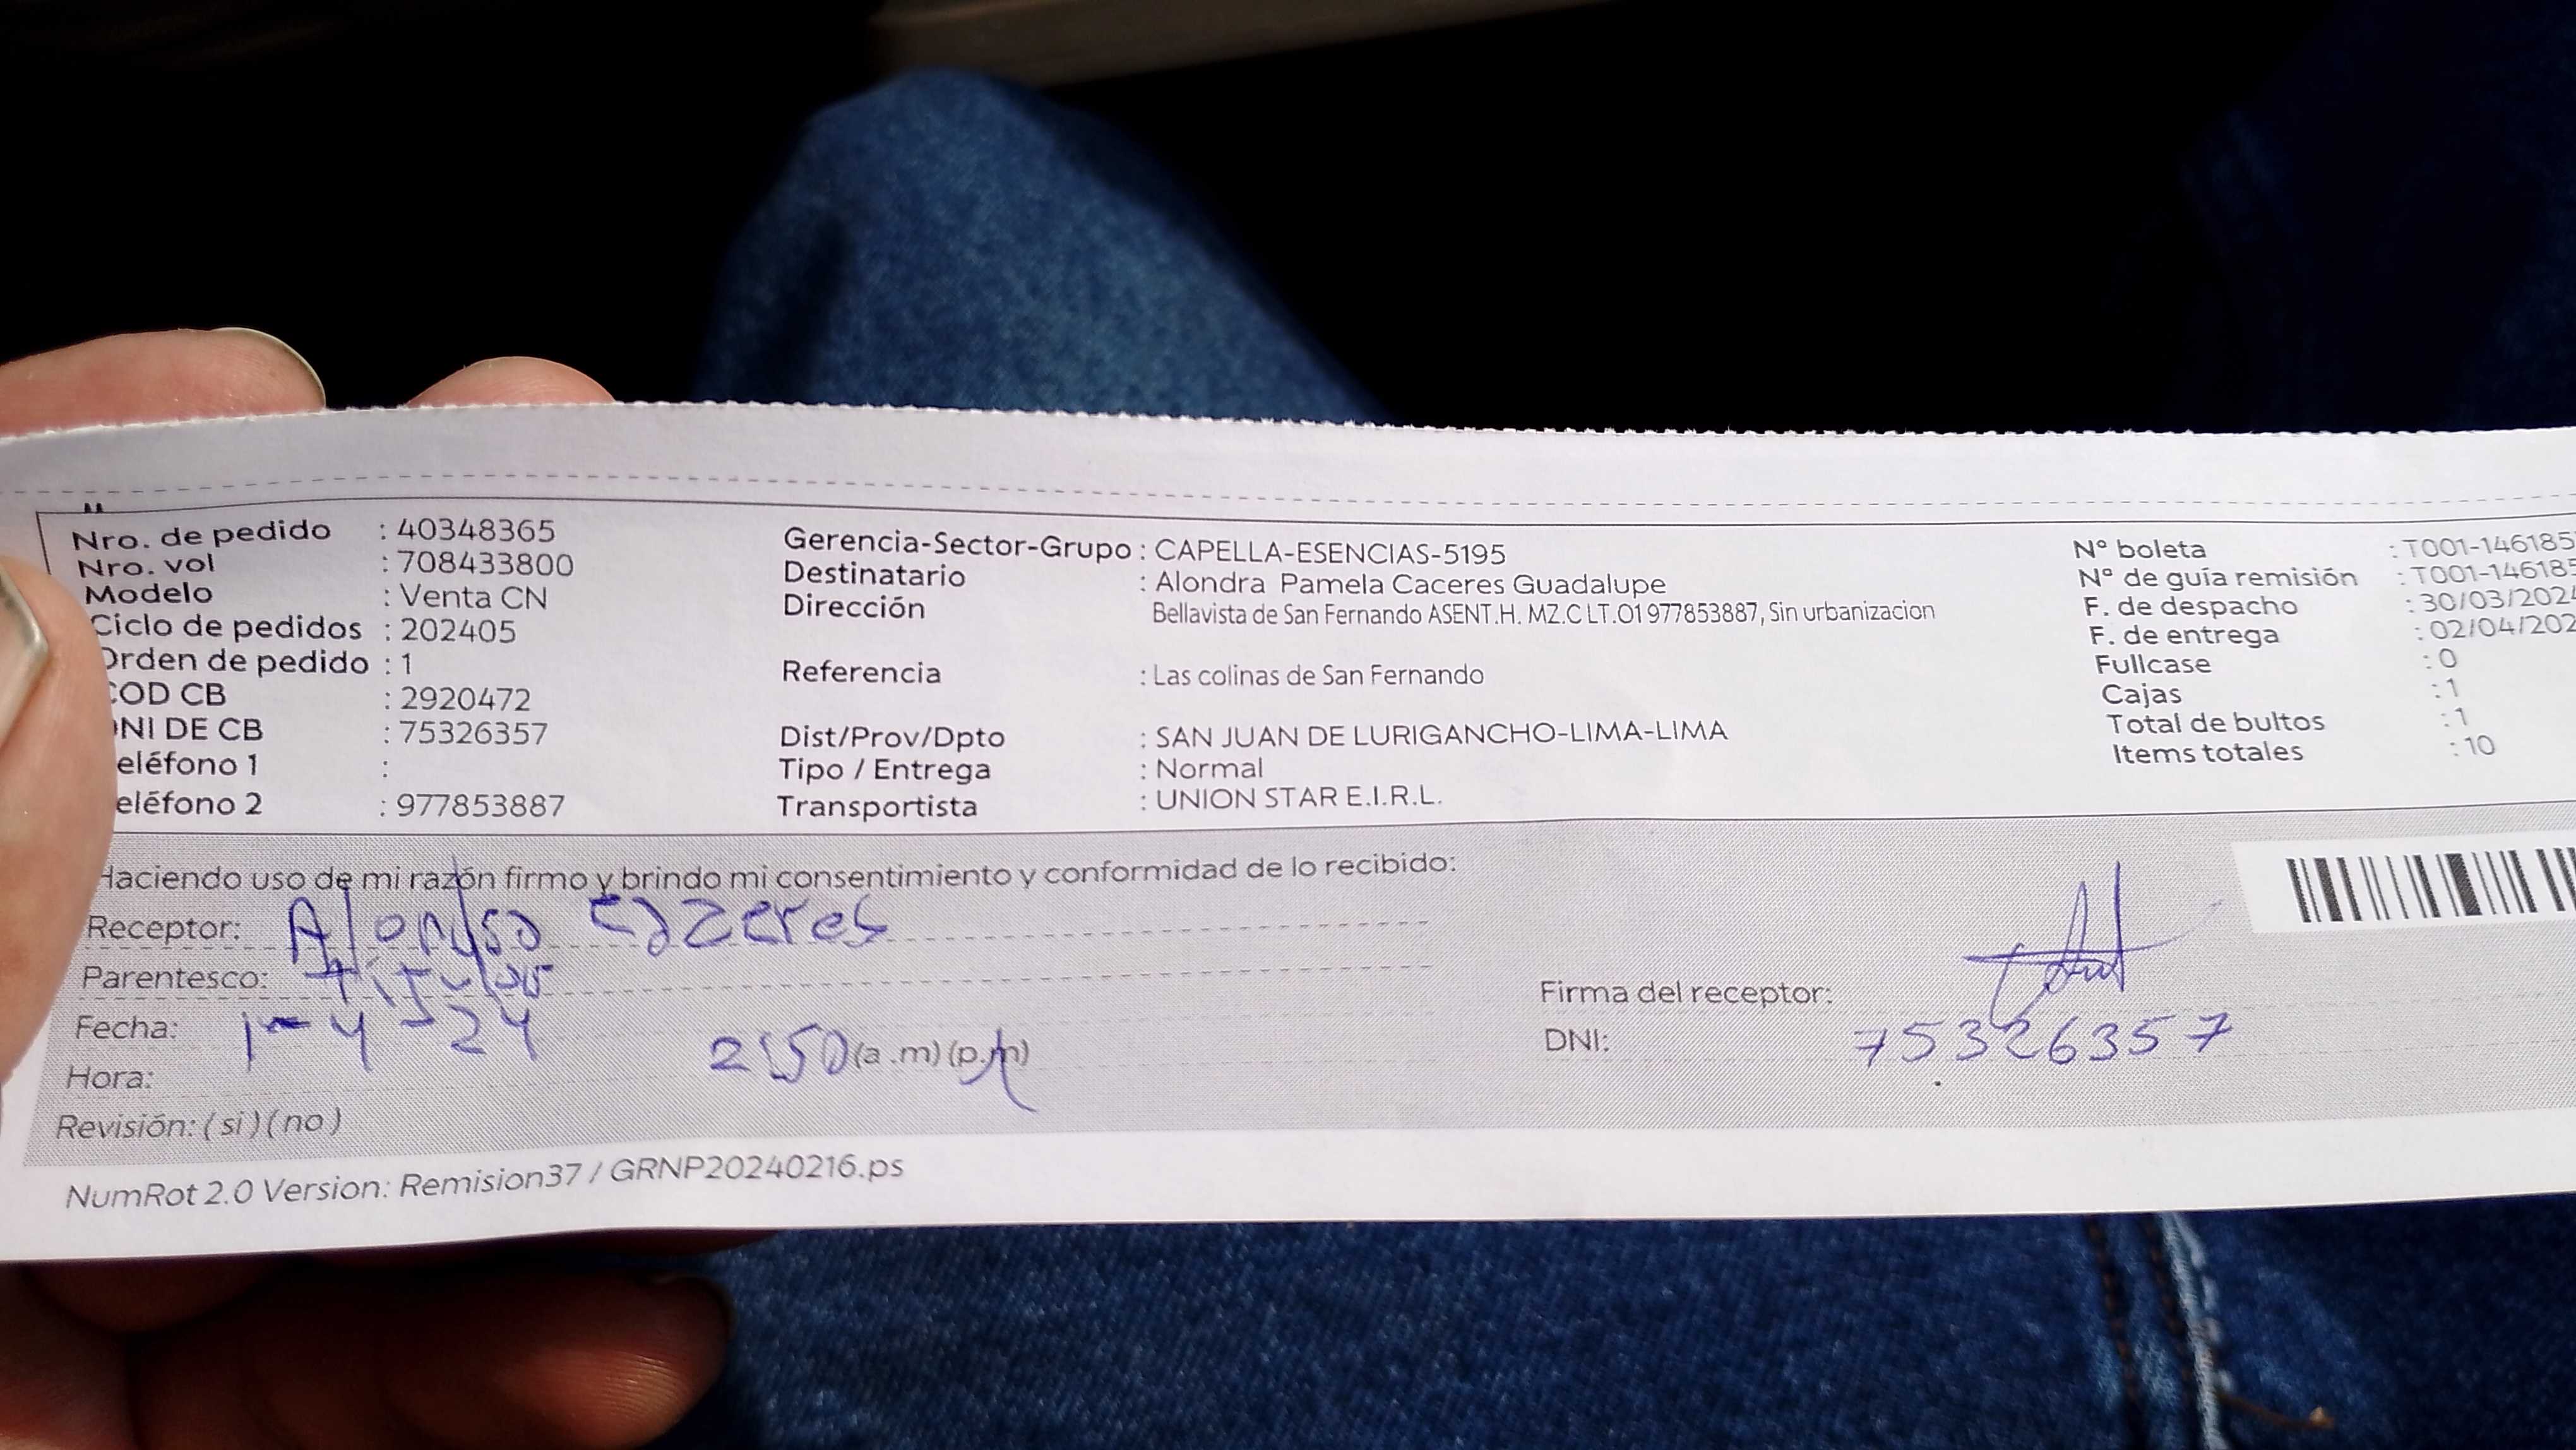 Nro. de pedido : 40348365
Nro. vol : 708433800
Modelo : Venta CN
Ciclo de pedidos : 202405
Orden de pedido : 1
COD CB : 2920472
DNI DE CB : 75326357
eléfono 1 :
eléfono 2 : 977853887
Gerencia-Sector-Grupo : CAPELLA-ESENCIAS-5195
Destinatario : Alondra Pamela Caceres Guadalupe
Dirección Bellavista de San Fernando ASENT.H. MZ.C LT.01 977853887, Sin urbanizacion
Referencia : Las colinas de San Fernando
Dist/Prov/Dpto : SAN JUAN DE LURIGANCHO-LIMA-LIMA
Tipo / Entrega : Normal
Transportista : UNION STAR E.I.R.L.
N° boleta : T001-146185
N° de guía remisión : T001-146185
F. de despacho : 30/03/2024
F. de entrega : 02/04/202
Fullcase : 0
Cajas : 1
Total de bultos : 1
Items totales : 10
Haciendo uso de mi razón firmo y brindo mi consentimiento y conformidad de lo recibido:
Receptor: Cazeres
Parentesco: titular
Fecha: 1-4-24
Hora: 2:50 (a.m) (p.m)
Revisión: ( si ) ( no )
Firma del receptor:
DNI: 75326357
NumRot 2.0 Version: Remision37 / GRNP20240216.ps